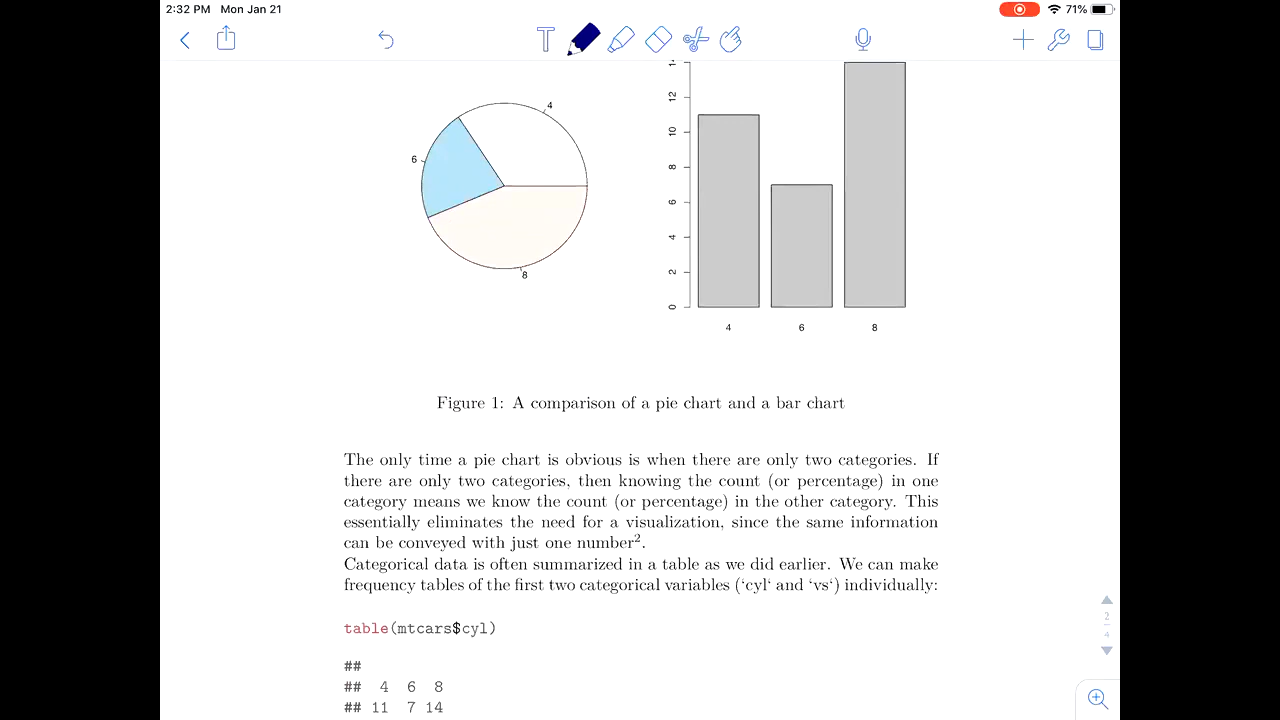 2:32 PM Mon Jan 21
71%
T
4
6
8
12
10
8
6
4
2
0
4 6 8
Figure 1: A comparison of a pie chart and a bar chart
The only time a pie chart is obvious is when there are only two categories. If
there are only two categories, then knowing the count (or percentage) in one
category means we know the count (or percentage) in the other category. This
essentially eliminates the need for a visualization, since the same information
can be conveyed with just one number².
Categorical data is often summarized in a table as we did earlier. We can make
frequency tables of the first two categorical variables (‘cyl‘ and ‘vs‘) individually:
table(mtcars$cyl)
##
## 4 6 8
## 11 7 14
2
4